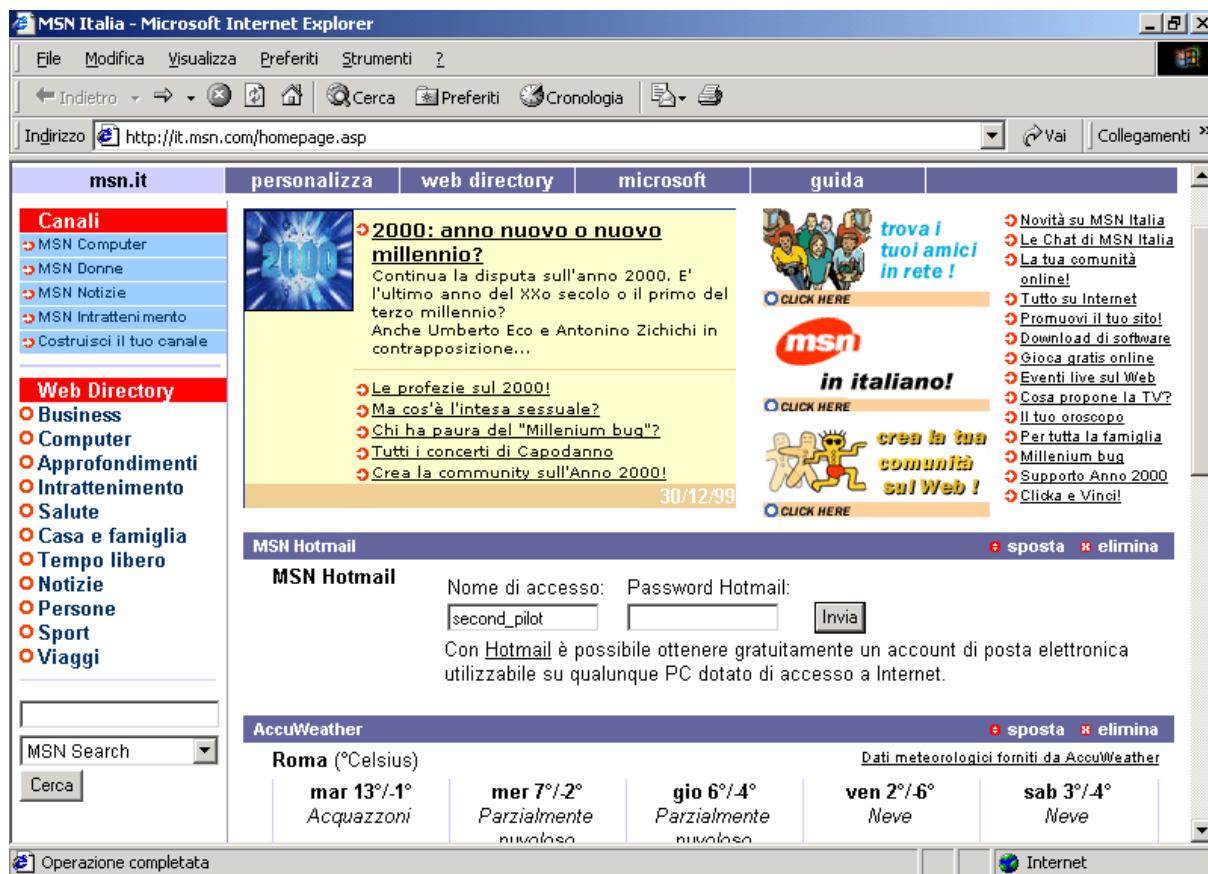 MSN Italia - Microsoft Internet Explorer
File Modifica Visualizza Preferiti Strumenti ?
Indietro Cerca Preferiti Cronologia
Indirizzo http://it.msn.com/homepage.asp Vai Collegamenti »
msn.it personalizza web directory microsoft guida
Canali
MSN Computer
MSN Donne
MSN Notizie
MSN Intrattenimento
Costruisci il tuo canale
Web Directory
Business
Computer
Approfondimenti
Intrattenimento
Salute
Casa e famiglia
Tempo libero
Notizie
Persone
Sport
Viaggi
MSN Search
Cerca
2000
2000: anno nuovo o nuovo
millennio?
Continua la disputa sull'anno 2000. E'
l'ultimo anno del XXo secolo o il primo del
terzo millennio?
Anche Umberto Eco e Antonino Zichichi in
contrapposizione...
Le profezie sul 2000!
Ma cos'è l'intesa sessuale?
Chi ha paura del "Millenium bug"?
Tutti i concerti di Capodanno
Crea la community sull'Anno 2000!
30/12/99
trova i
tuoi amici
in rete !
CLICK HERE
msn
in italiano!
CLICK HERE
crea la tua
comunità
sul Web !
CLICK HERE
Novità su MSN Italia
Le Chat di MSN Italia
La tua comunità
online!
Tutto su Internet
Promuovi il tuo sito!
Download di software
Gioca gratis online
Eventi live sul Web
Cosa propone la TV?
Il tuo oroscopo
Per tutta la famiglia
Millenium bug
Supporto Anno 2000
Clicka e Vinci!
MSN Hotmail sposta elimina
MSN Hotmail
Nome di accesso: Password Hotmail:
second_pilot Invia
Con Hotmail è possibile ottenere gratuitamente un account di posta elettronica
utilizzabile su qualunque PC dotato di accesso a Internet.
AccuWeather sposta elimina
Roma (°Celsius) Dati meteorologici forniti da AccuWeather
mar 13°/-1° mer 7°/-2° gio 6°/-4° ven 2°/-6° sab 3°/-4°
Acquazzoni Parzialmente Parzialmente Neve Neve
nuvoloso nuvoloso
Operazione completata Internet